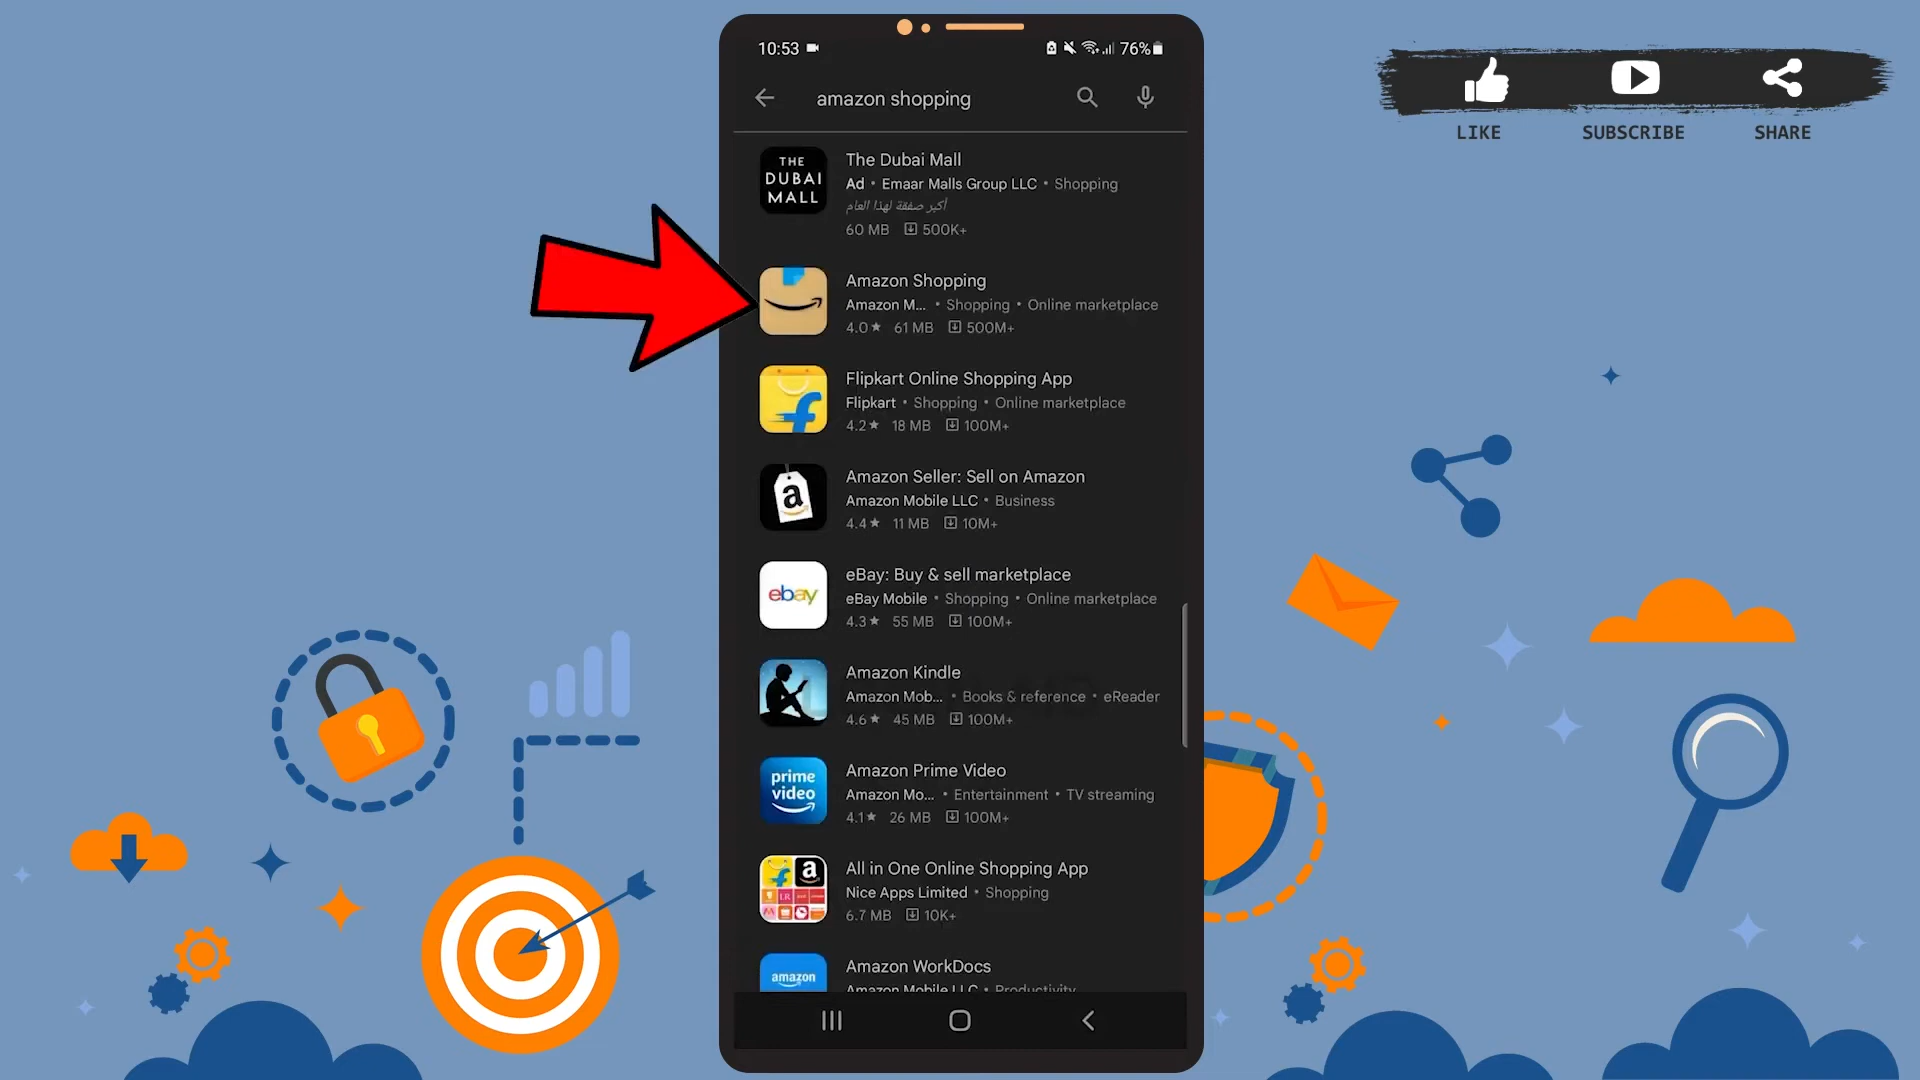 10:53
76%
amazon shopping
LIKE
SUBSCRIBE
SHARE
THE
DUBAI
MALL
The Dubai Mall
Ad • Emaar Malls Group LLC • Shopping
أكبر صفقة لهذا العام
60 MB 500K+
Amazon Shopping
Amazon M... • Shopping • Online marketplace
4.0★ 61 MB 500M+
Flipkart Online Shopping App
Flipkart • Shopping • Online marketplace
4.2★ 18 MB 100M+
a
Amazon Seller: Sell on Amazon
Amazon Mobile LLC • Business
4.4★ 11 MB 10M+
ebay
eBay: Buy & sell marketplace
eBay Mobile • Shopping • Online marketplace
4.3★ 55 MB 100M+
Amazon Kindle
Amazon Mob... • Books & reference • eReader
4.6★ 45 MB 100M+
prime
video
Amazon Prime Video
Amazon Mo... • Entertainment • TV streaming
4.1★ 26 MB 100M+
a
All in One Online Shopping App
Nice Apps Limited • Shopping
6.7 MB 10K+
amazon
Amazon WorkDocs
Amazon Mobile LLC • Productivity